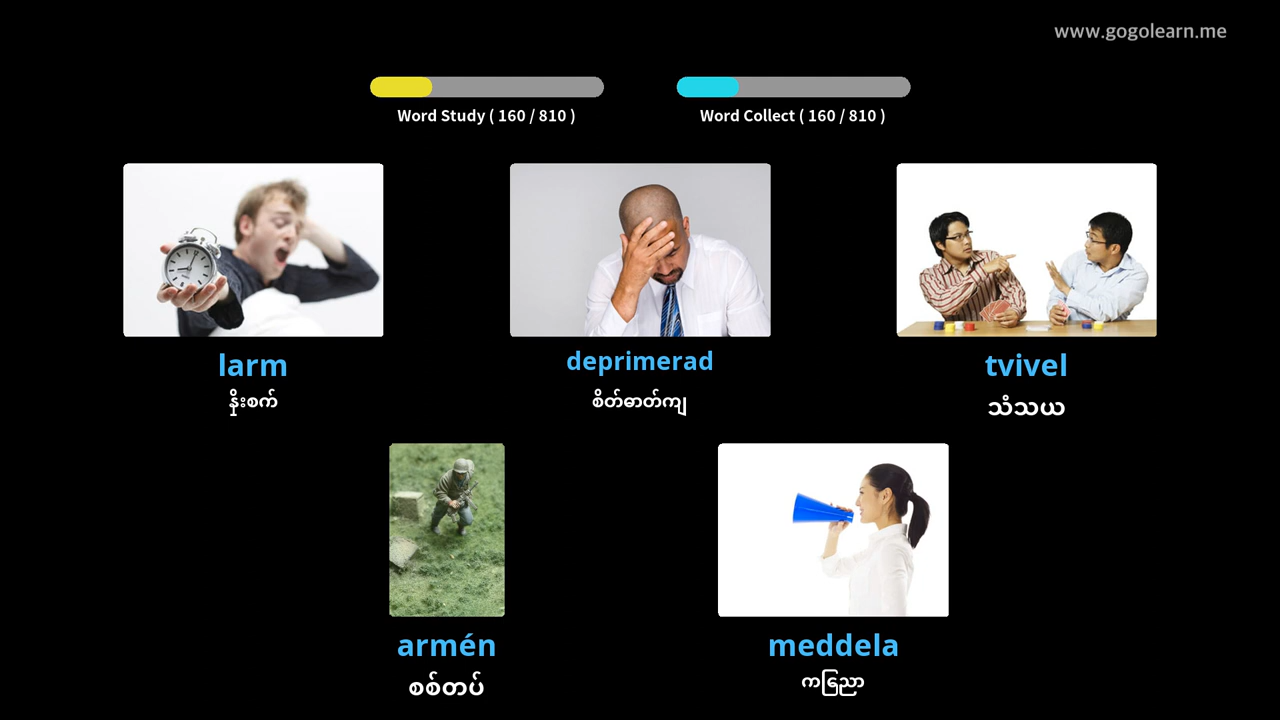 www.gogolearn.me
Word Study ( 160 / 810 )
Word Collect ( 160 / 810 )
larm
နှိုးစက်
deprimerad
စိတ်ဓာတ်ကျ
tvivel
သံသယ
armén
စစ်တပ်
meddela
ကြေညာ